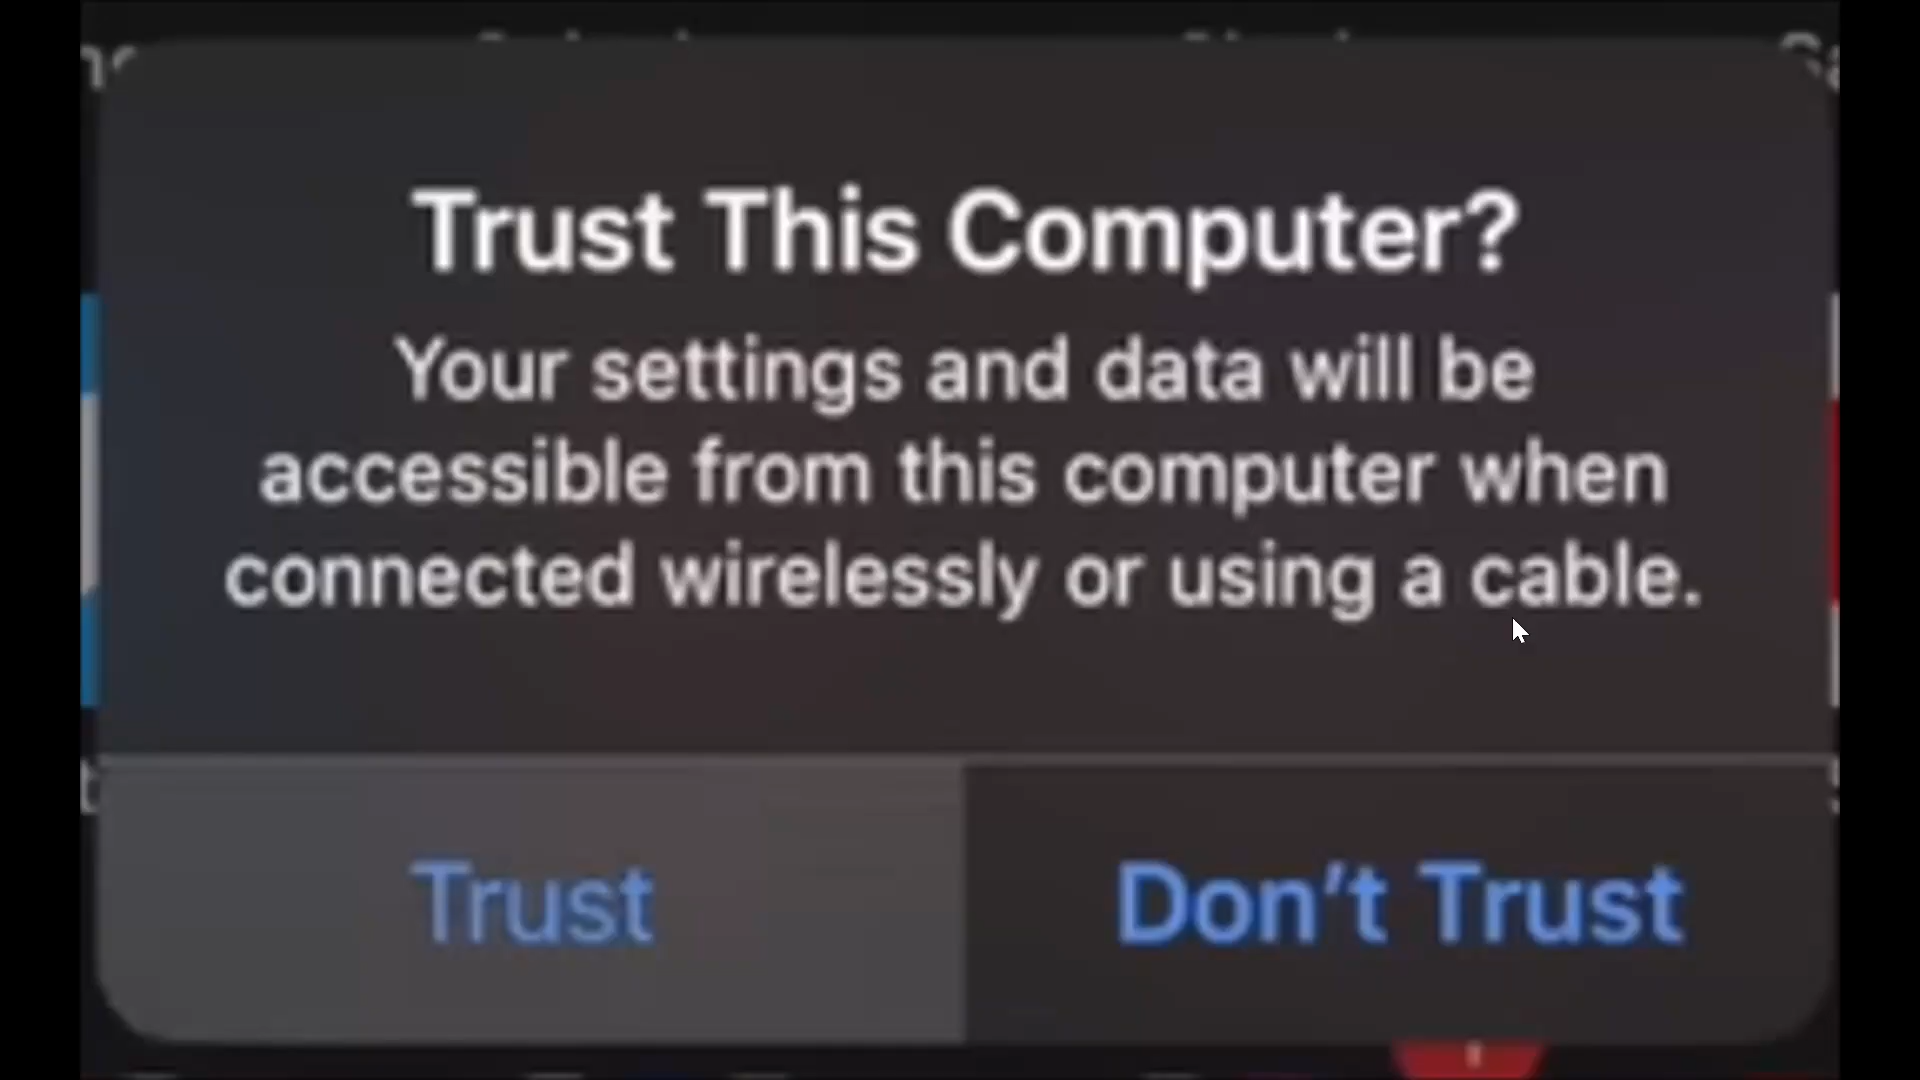 Trust This Computer?
Your settings and data will be
accessible from this computer when
connected wirelessly or using a cable.
Trust
Don’t Trust